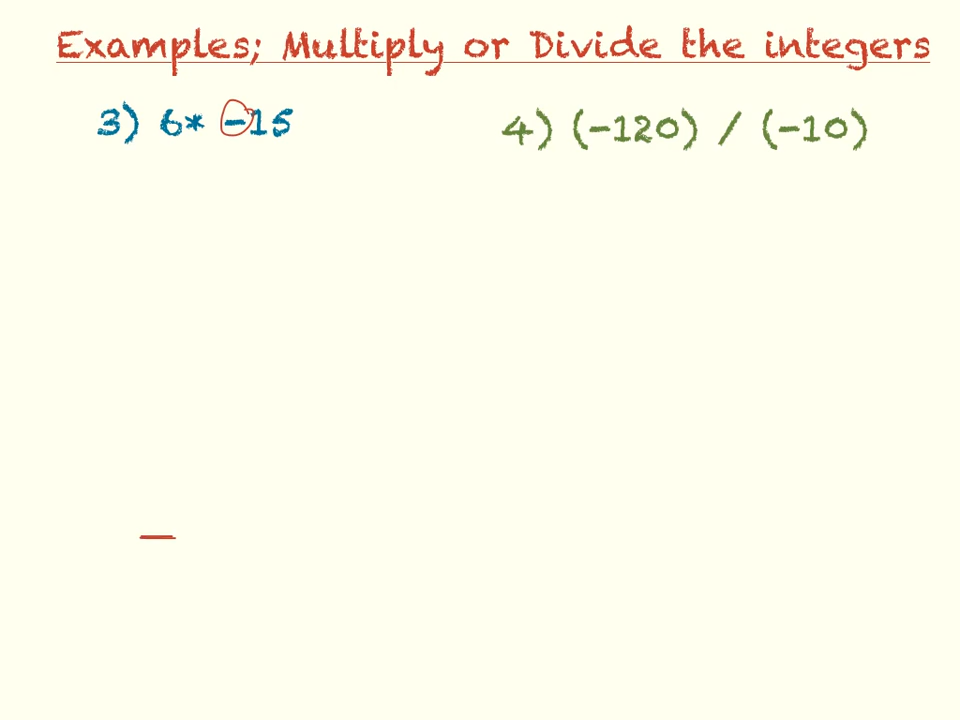 Examples; Multiply or Divide the integers
3) 6* -15
4) (-120) / (-10)
—